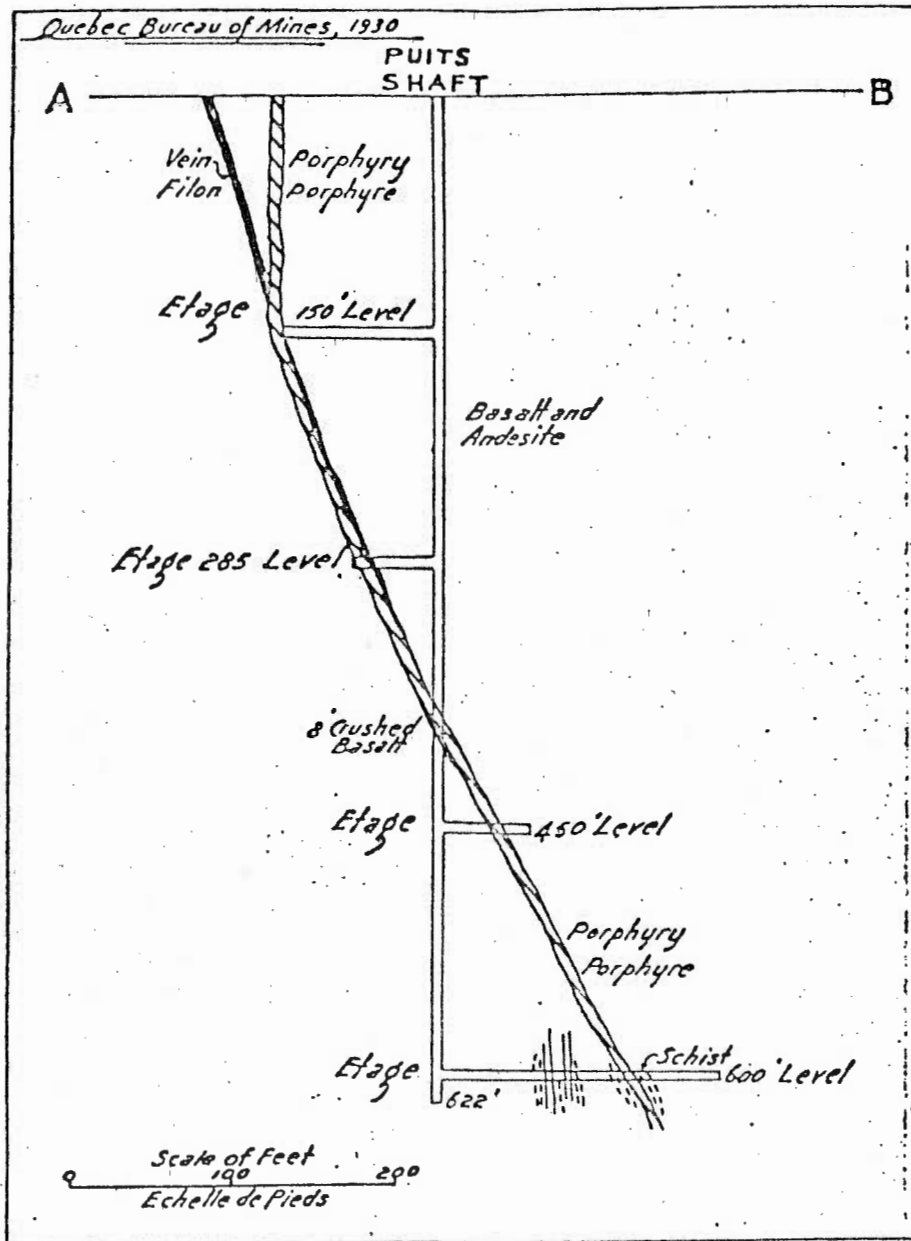 Quebec Bureau of Mines, 1930
PUITS
SHAFT
A
B
Vein
Filon
Porphyry
Porphyre
Etage
150' Level
Basalt and
Andesite
Etage 285 Level
8' Crushed
Basalt
Etage
450' Level
Porphyry
Porphyre
Etage
Schist
600' Level
622'
Scale of Feet
0 100 200
Echelle de Pieds